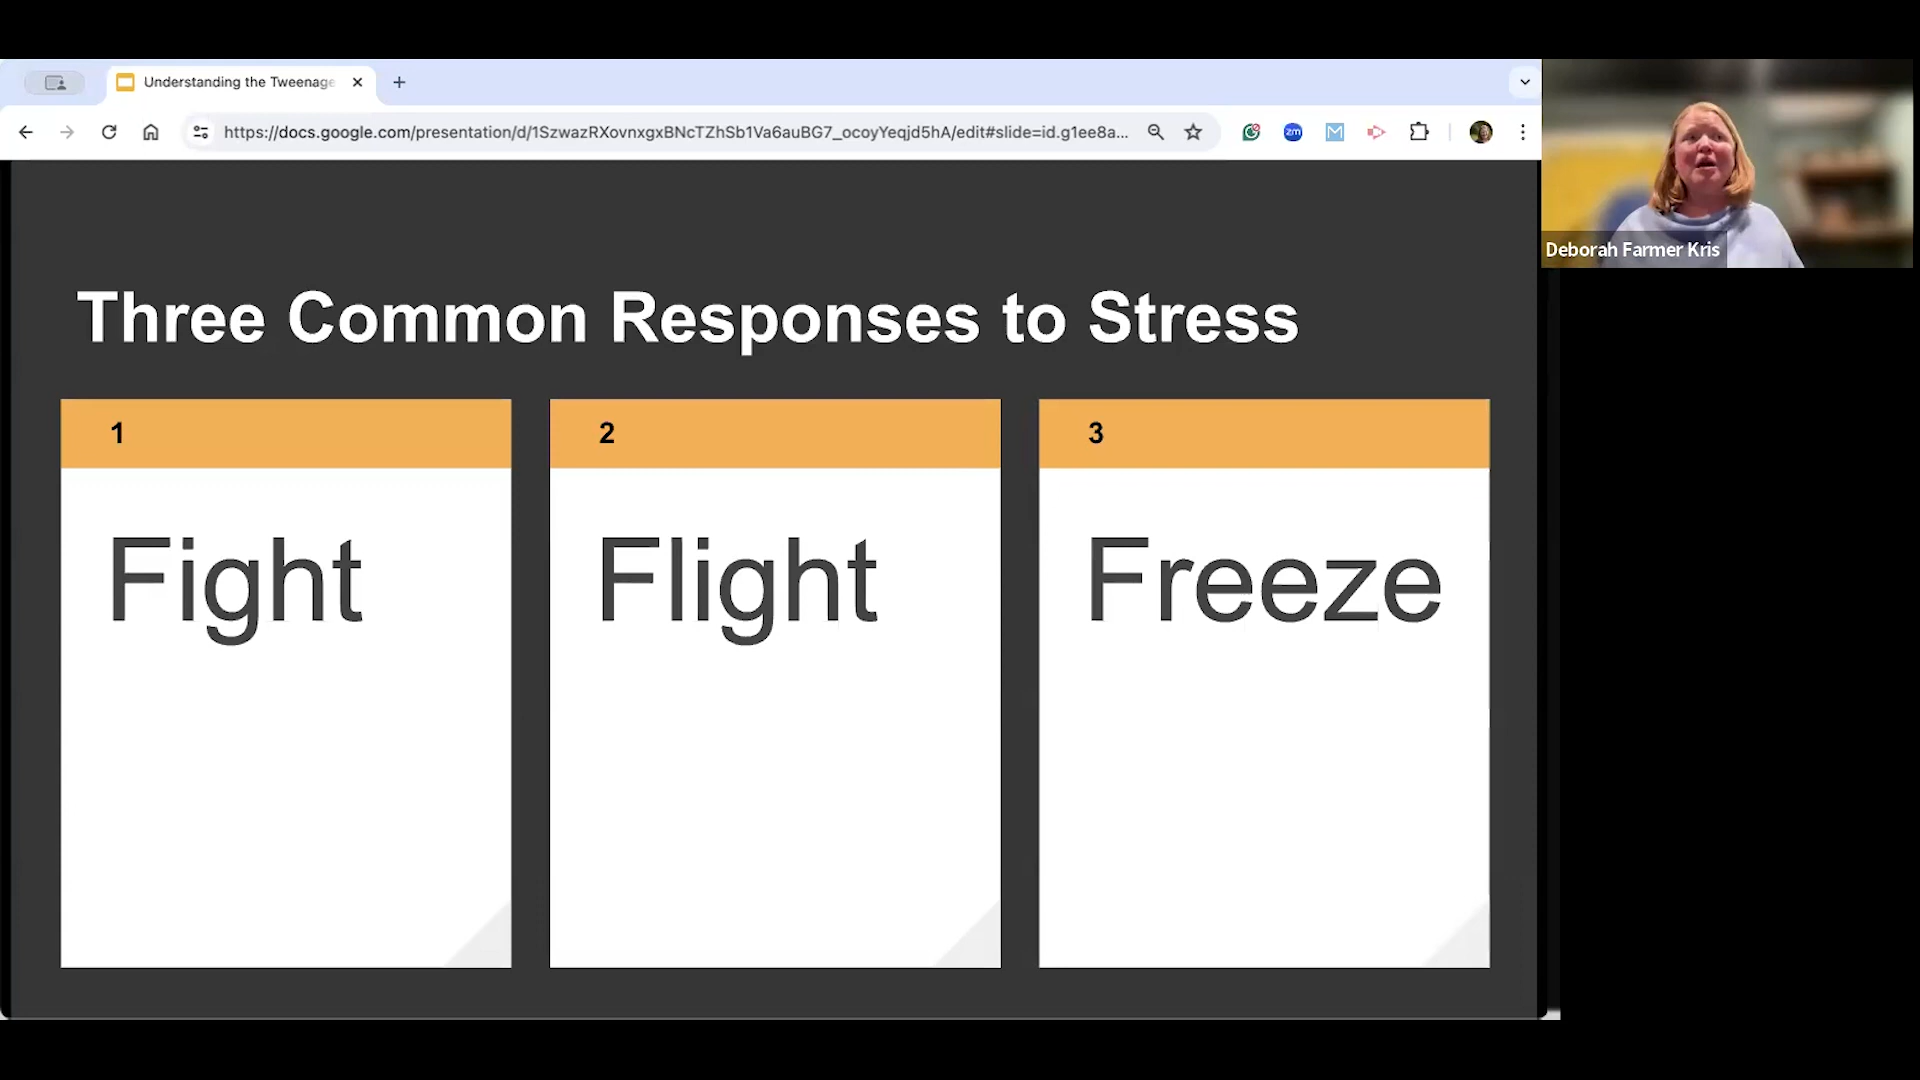 Understanding the Tweenage
https://docs.google.com/presentation/d/1SzwazRXovnxgxBNcTZhSb1Va6auBG7_ocoyYeqjd5hA/edit#slide=id.g1ee8a...
zm
M
Deborah Farmer Kris
Three Common Responses to Stress
1
Fight
2
Flight
3
Freeze